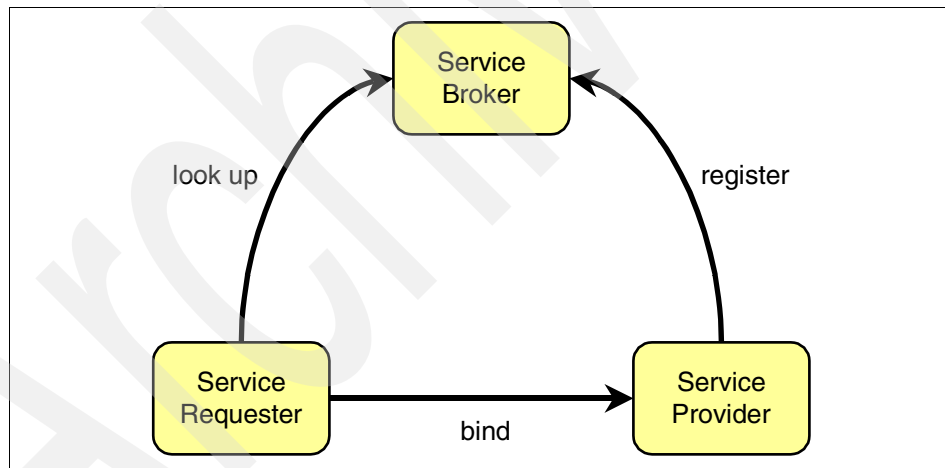 Service
Broker
look up
register
Service
Requester
bind
Service
Provider